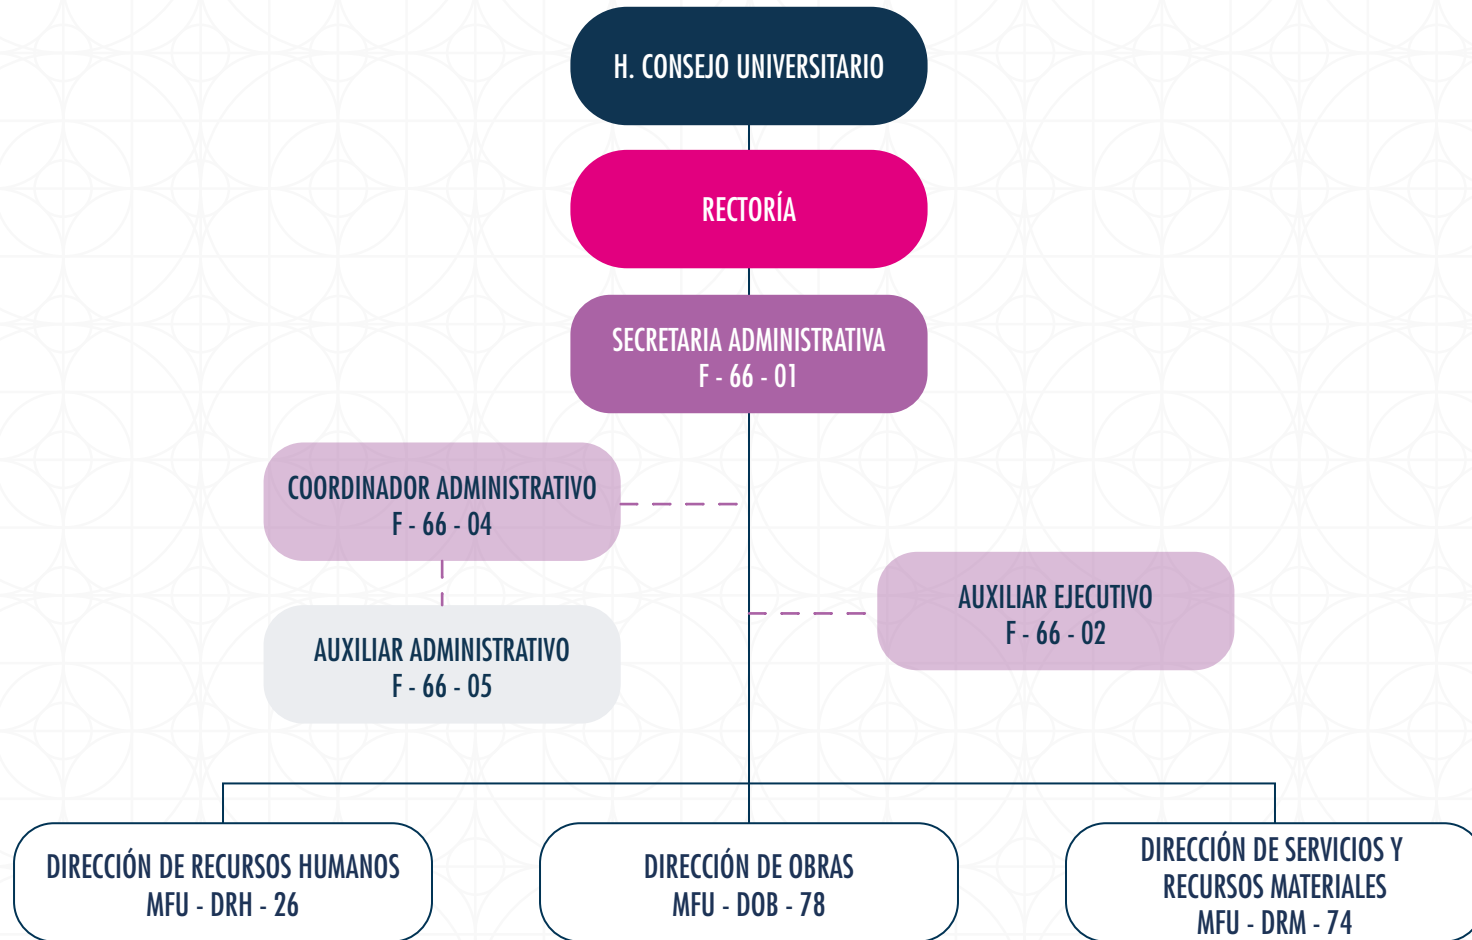 H. CONSEJO UNIVERSITARIO
RECTORÍA
SECRETARIA ADMINISTRATIVA
F - 66 - 01
COORDINADOR ADMINISTRATIVO
F - 66 - 04
AUXILIAR EJECUTIVO
F - 66 - 02
AUXILIAR ADMINISTRATIVO
F - 66 - 05
DIRECCIÓN DE RECURSOS HUMANOS
MFU - DRH - 26
DIRECCIÓN DE OBRAS
MFU - DOB - 78
DIRECCIÓN DE SERVICIOS Y
RECURSOS MATERIALES
MFU - DRM - 74